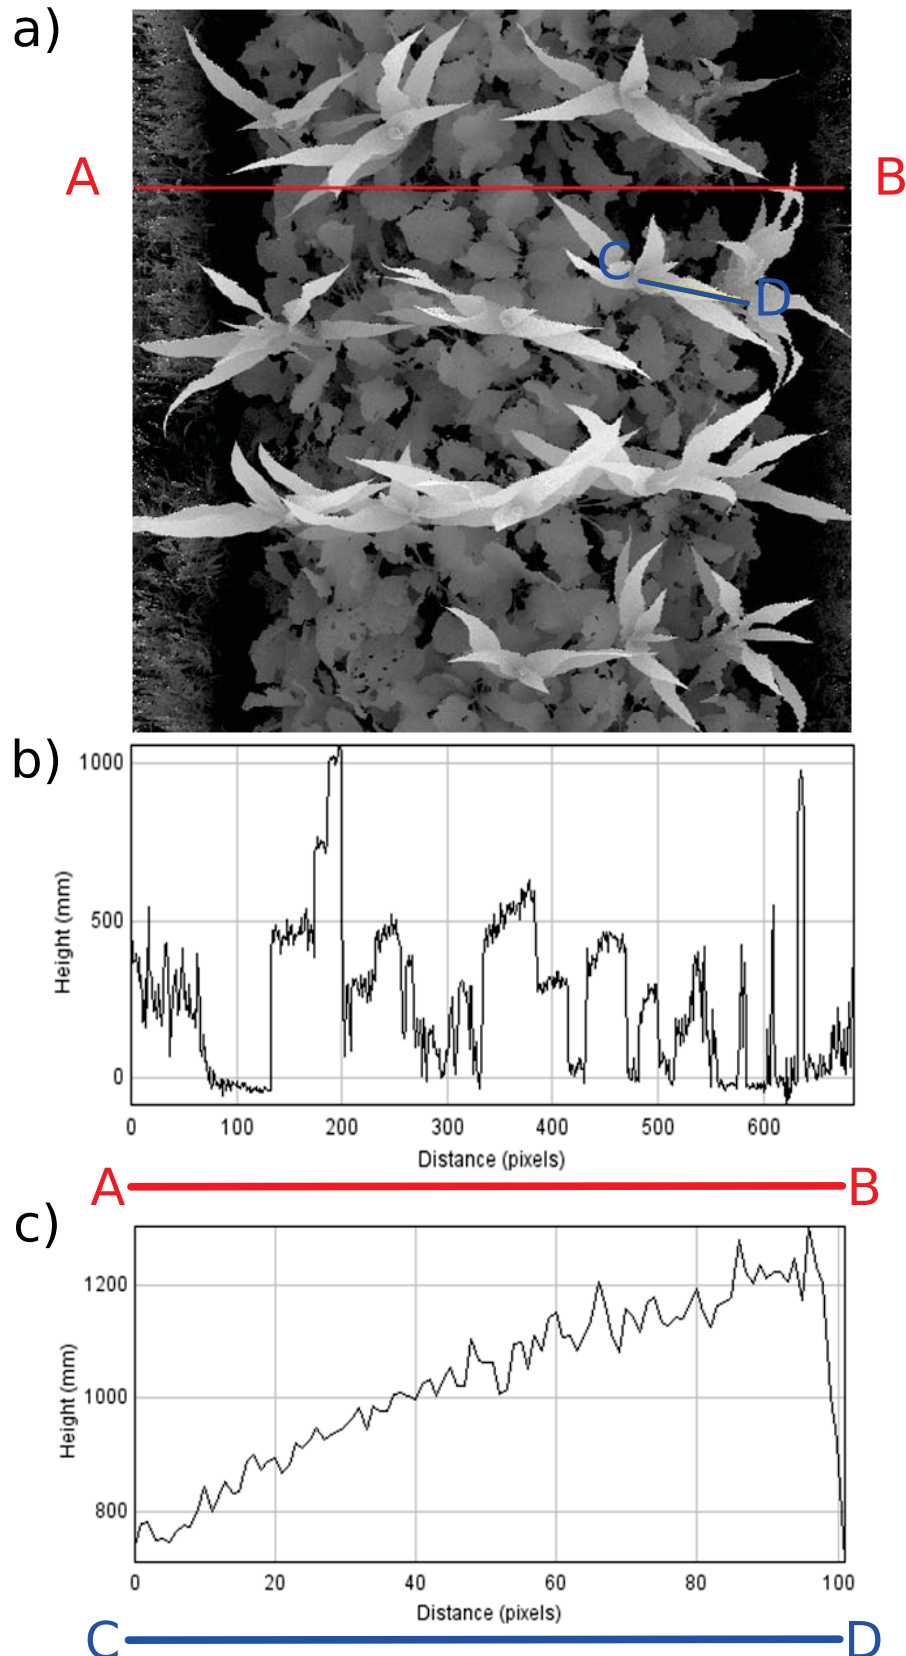 a)
A B
C
D
b)
1000
500
0
Height (mm)
0 100 200 300 400 500 600
Distance (pixels)
A B
c)
1200
1000
800
Height (mm)
0 20 40 60 80 100
Distance (pixels)
C D